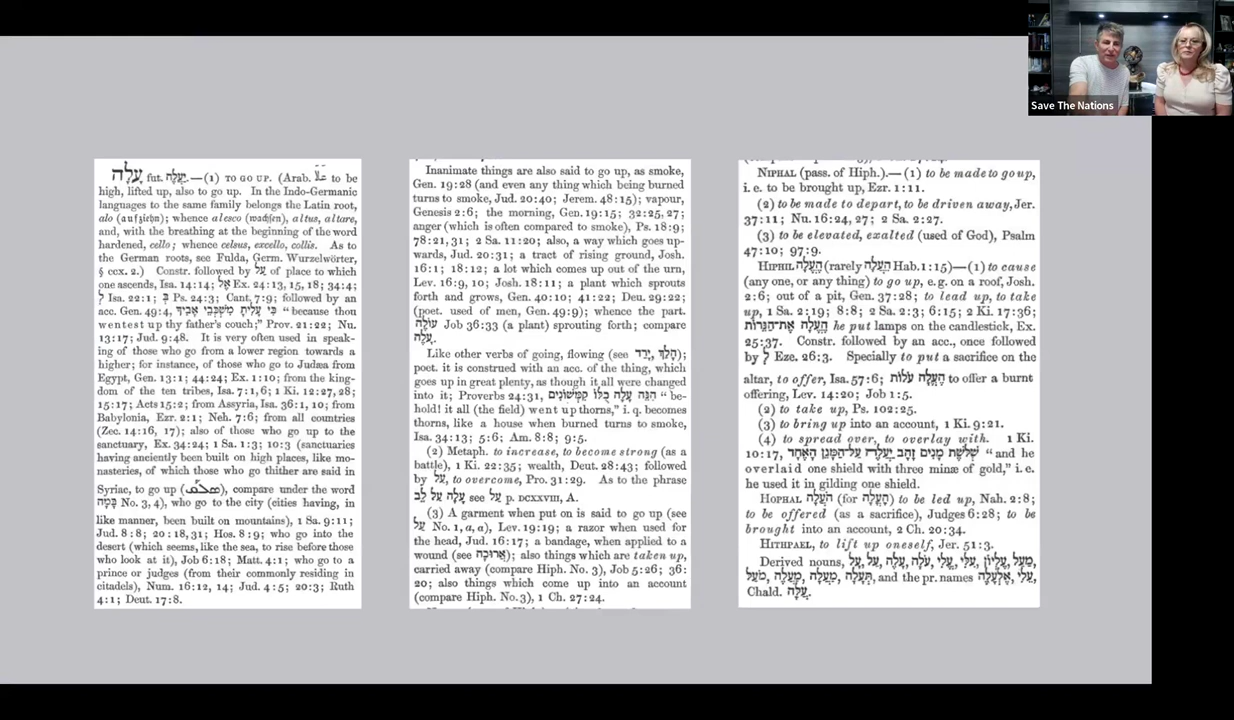 Save The Nations
עָלָה fut. יַעֲלֶה.—(1) TO GO UP. (Arab. علا to be
high, lifted up, also to go up. In the Indo-Germanic
languages to the same family belongs the Latin root,
alo (aufziehn); whence alesco (wachsen), altus, altare,
and, with the breathing at the beginning of the word
hardened, cello; whence celsus, excello, collis. As to
the German roots, see Fulda, Germ. Wurzelwörter,
§ ccx. 2.) Constr. followed by עַל of place to which
one ascends, Isa. 14:14; אֶל Ex. 24:13, 15, 18; 34:4;
לְ Isa. 22:1; בְּ Ps. 24:3; Cant. 7:9; followed by an
acc. Gen. 49:4, כִּי עָלִיתָ מִשְׁכְּבֵי אָבִיךָ "because thou
wentest up thy father's couch;" Prov. 21:22; Nu.
13:17; Jud. 9:48. It is very often used in speak-
ing of those who go from a lower region towards a
higher; for instance, of those who go to Judæa from
Egypt, Gen. 13:1; 44:24; Ex. 1:10; from the king-
dom of the ten tribes, Isa. 7:1, 6; 1 Ki. 12:27, 28;
15:17; Acts 15:2; from Assyria, Isa. 36:1, 10; from
Babylonia, Ezr. 2:1; Neh. 7:6; from all countries
(Zec. 14:16, 17); also of those who go up to the
sanctuary, Ex. 34:24; 1 Sa. 1:3; 10:3 (sanctuaries
having anciently been built on high places, like mo-
nasteries, of which those who go thither are said in
Syriac, to go up, compare under the word
בָּמָה No. 3, 4), who go to the city (cities having, in
like manner, been built on mountains), 1 Sa. 9:11;
Jud. 8:8; 20:18, 31; Hos. 8:9; who go into the
desert (which seems, like the sea, to rise before those
who look at it), Job 6:18; Matt. 4:1; who go to a
prince or judges (from their commonly residing in
citadels), Num. 16:12, 14; Jud. 4:5; 20:3; Ruth
4:1; Deut. 17:8.
Inanimate things are also said to go up, as smoke,
Gen. 19:28 (and even any thing which being burned
turns to smoke, Jud. 20:40; Jerem. 48:15); vapour,
Genesis 2:6; the morning, Gen. 19:15; 32:25, 27;
anger (which is often compared to smoke), Ps. 18:9;
78:21, 31; 2 Sa. 11:20; also, a way which goes up-
wards, Jud. 20:31; a tract of rising ground, Josh.
16:1; 18:12; a lot which comes up out of the urn,
Lev. 16:9, 10; Josh. 18:11; a plant which sprouts
forth and grows, Gen. 40:10; 41:22; Deu. 29:22;
(poet. used of men, Gen. 49:9); whence the part.
עוֹלָה Job 36:33 (a plant) sprouting forth; compare
עָלֶה.
Like other verbs of going, flowing (see הָלַךְ, יָרַד);
poet. it is construed with an acc. of the thing, which
goes up in great plenty, as though it all were changed
into it; Proverbs 24:31, הִנֵּה עָלָה כֻלּוֹ קִמְּשׂוֹנִים "be-
hold! it all (the field) went up thorns," i. q. becomes
thorns, like a house when burned turns to smoke,
Isa. 34:13; 5:6; Am. 8:8; 9:5.
(2) Metaph. to increase, to become strong (as a
battle), 1 Ki. 22:35; wealth, Deut. 28:43; followed
by עַל, to overcome, Pro. 31:29. As to the phrase
עָלָה עַל לֵב see עַל p. DCXXVIII, A.
(3) A garment when put on is said to go up (see
עַל No. 1, a, a), Lev. 19:19; a razor when used for
the head, Jud. 16:17; a bandage, when applied to a
wound (see אֲרוּכָה); also things which are taken up,
carried away (compare Hiph. No. 3), Job 5:26; 36:
20; also things which come up into an account
(compare Hiph. No. 3), 1 Ch. 27:24.
NIPHAL (pass. of Hiph.).—(1) to be made to go up,
i. e. to be brought up, Ezr. 1:11.
(2) to be made to depart, to be driven away, Jer.
37:11; Nu. 16:24, 27; 2 Sa. 2:27.
(3) to be elevated, exalted (used of God), Psalm
47:10; 97:9.
HIPHIL הֶעֱלָה (rarely הֵעֲלָה Hab. 1:15)—(1) to cause
(any one, or any thing) to go up, e.g. on a roof, Josh.
2:6; out of a pit, Gen. 37:28; to lead up, to take
up, 1 Sa. 2:19; 8:8; 2 Sa. 2:3; 6:15; 2 Ki. 17:36;
הֶעֱלָה אֶת־הַנֵּרוֹת he put lamps on the candlestick, Ex.
25:37. Constr. followed by an acc., once followed
by לְ Eze. 26:3. Specially to put a sacrifice on the
altar, to offer, Isa. 57:6; הֶעֱלָה עֹלוֹת to offer a burnt
offering, Lev. 14:20; Job 1:5.
(2) to take up, Ps. 102:25.
(3) to bring up into an account, 1 Ki. 9:21.
(4) to spread over, to overlay with. 1 Ki.
10:17, שְׁלֹשֶׁת מָנִים זָהָב יַעֲלֶה עַל־הַמָּגֵן הָאֶחָד "and he
overlaid one shield with three minæ of gold," i. e.
he used it in gilding one shield.
HOPHAL הֹעֲלָה (for הָעֳלָה) to be led up, Nah. 2:8;
to be offered (as a sacrifice), Judges 6:28; to be
brought into an account, 2 Ch. 20:34.
HITHPAEL, to lift up oneself, Jer. 51:3.
Derived nouns, עַל, עַל, עָלֶה, עֹלָה, עֱלִי, עִלִּי, עֶלְיוֹן, מַעַל,
מֹעַל, מַעֲלֶה, מַעֲלָה, תְּעָלָה, and the pr. names אֶלְעָלֵה, עֵלִי,
Chald. עֲלָה.